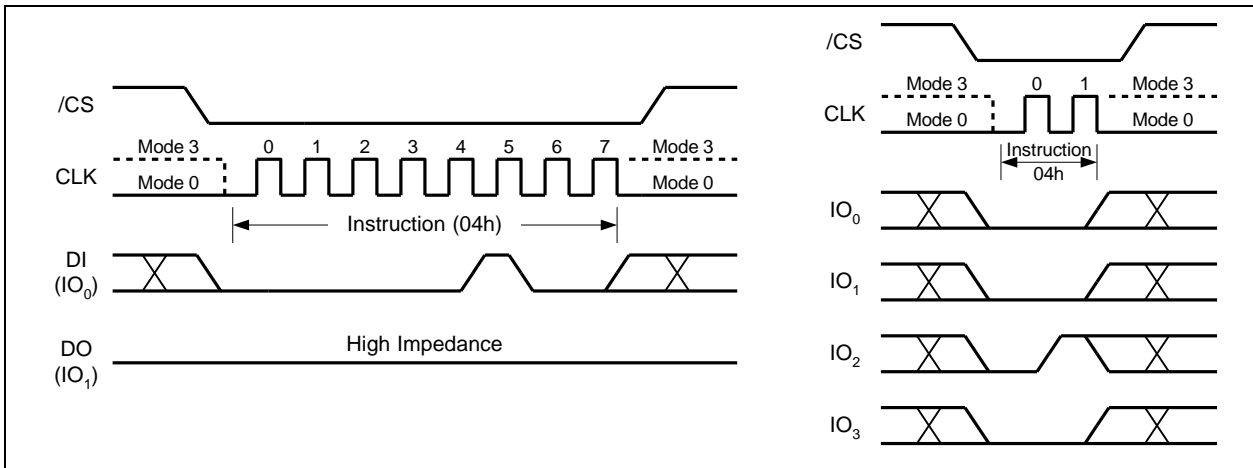 /CS
Mode 3 0 1 2 3 4 5 6 7 Mode 3
CLK
Mode 0 Mode 0
Instruction (04h)
DI
(IO0)
High Impedance
DO
(IO1)
/CS
Mode 3 0 1 Mode 3
CLK
Mode 0 Mode 0
Instruction
04h
IO0
IO1
IO2
IO3